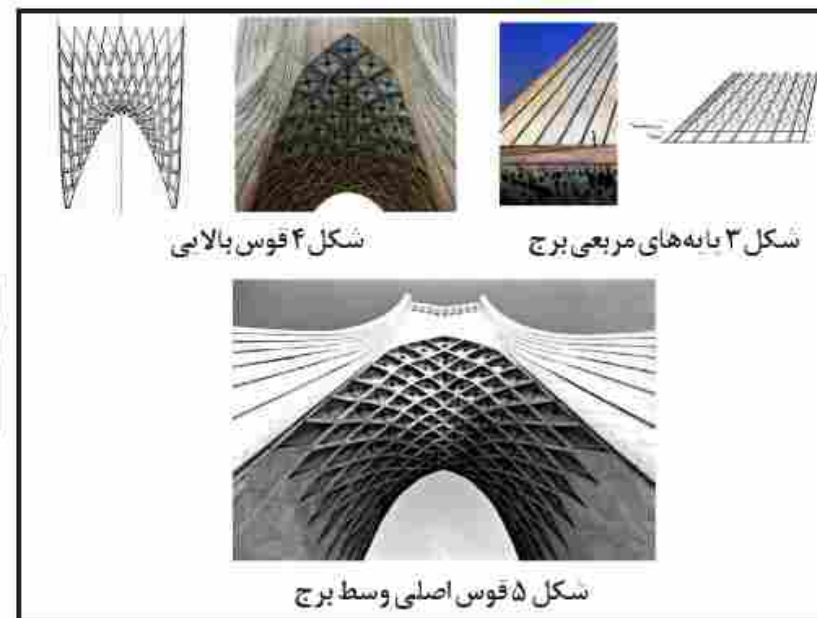 شکل ۳ پایه‌های مربعی برج
شکل ۴ قوس بالایی
شکل ۵ قوس اصلی وسط برج